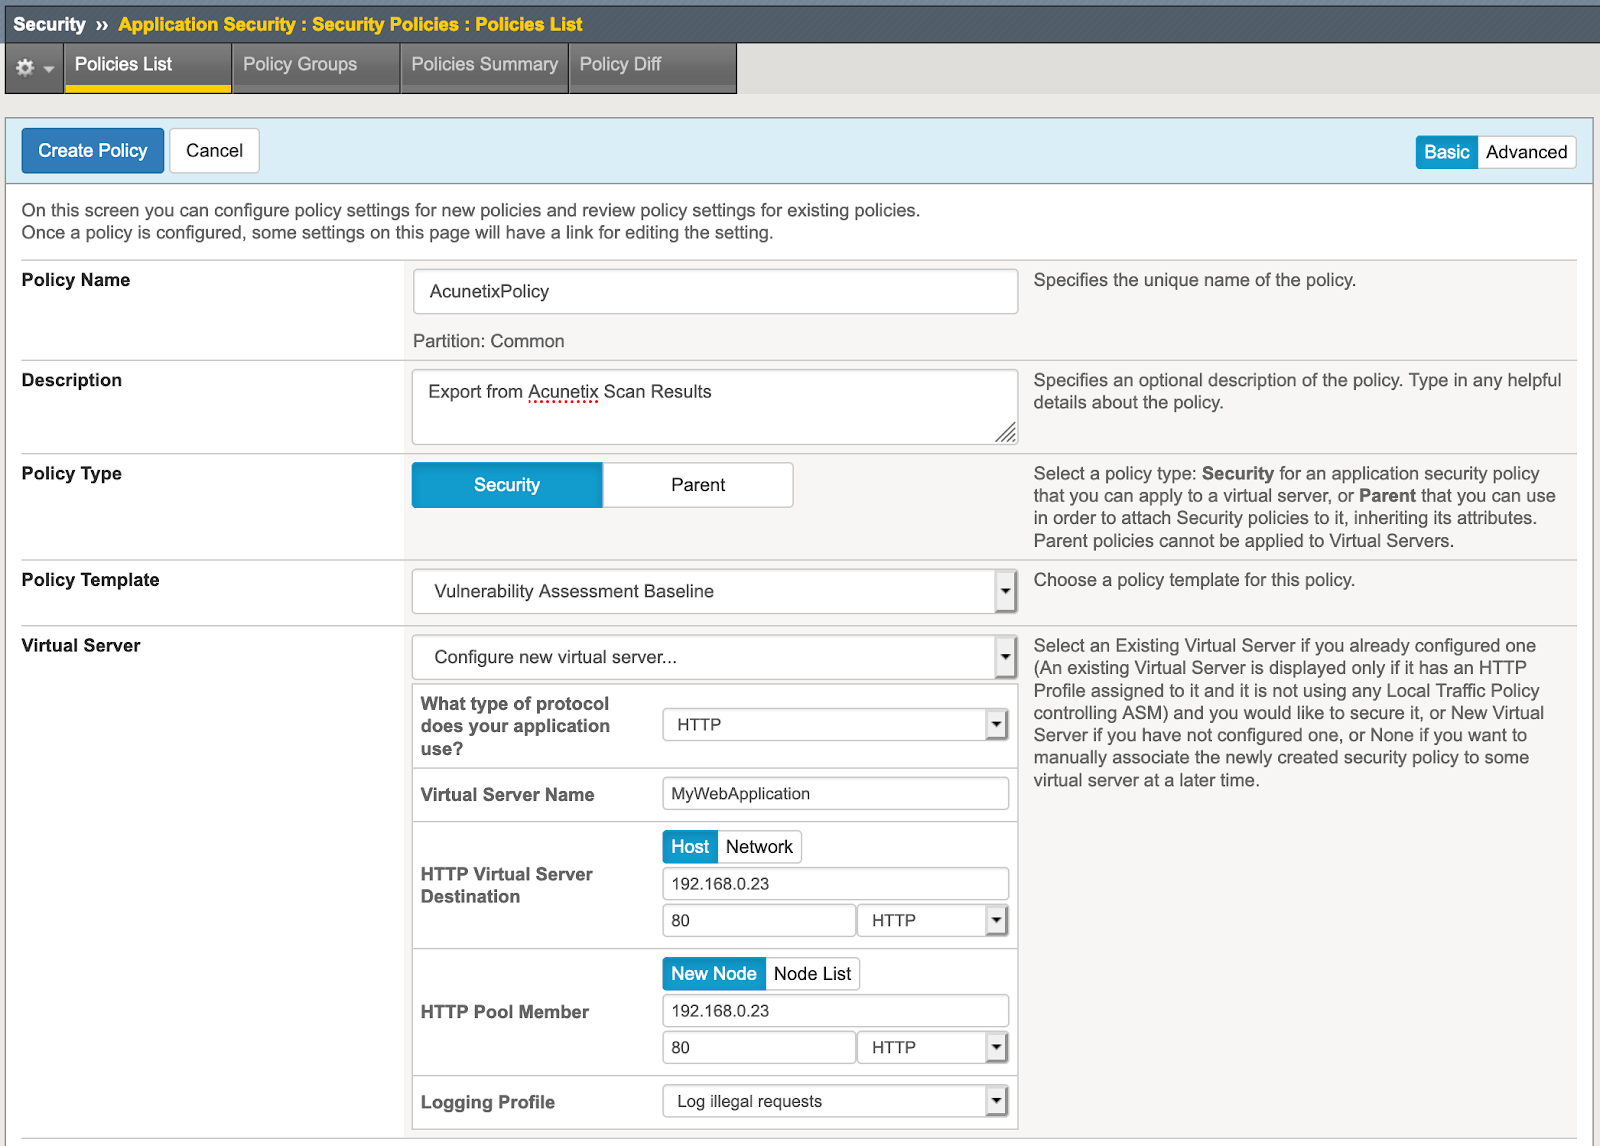 Security » Application Security : Security Policies : Policies List
Policies List
Policy Groups
Policies Summary
Policy Diff
Create Policy
Cancel
Basic
Advanced
On this screen you can configure policy settings for new policies and review policy settings for existing policies.
Once a policy is configured, some settings on this page will have a link for editing the setting.
Policy Name
AcunetixPolicy
Partition: Common
Specifies the unique name of the policy.
Description
Export from Acunetix Scan Results
Specifies an optional description of the policy. Type in any helpful
details about the policy.
Policy Type
Security
Parent
Select a policy type: Security for an application security policy
that you can apply to a virtual server, or Parent that you can use
in order to attach Security policies to it, inheriting its attributes.
Parent policies cannot be applied to Virtual Servers.
Policy Template
Vulnerability Assessment Baseline
Choose a policy template for this policy.
Virtual Server
Configure new virtual server...
Select an Existing Virtual Server if you already configured one
(An existing Virtual Server is displayed only if it has an HTTP
Profile assigned to it and it is not using any Local Traffic Policy
controlling ASM) and you would like to secure it, or New Virtual
Server if you have not configured one, or None if you want to
manually associate the newly created security policy to some
virtual server at a later time.
What type of protocol
does your application
use?
HTTP
Virtual Server Name
MyWebApplication
HTTP Virtual Server
Destination
Host
Network
192.168.0.23
80
HTTP
HTTP Pool Member
New Node
Node List
192.168.0.23
80
HTTP
Logging Profile
Log illegal requests